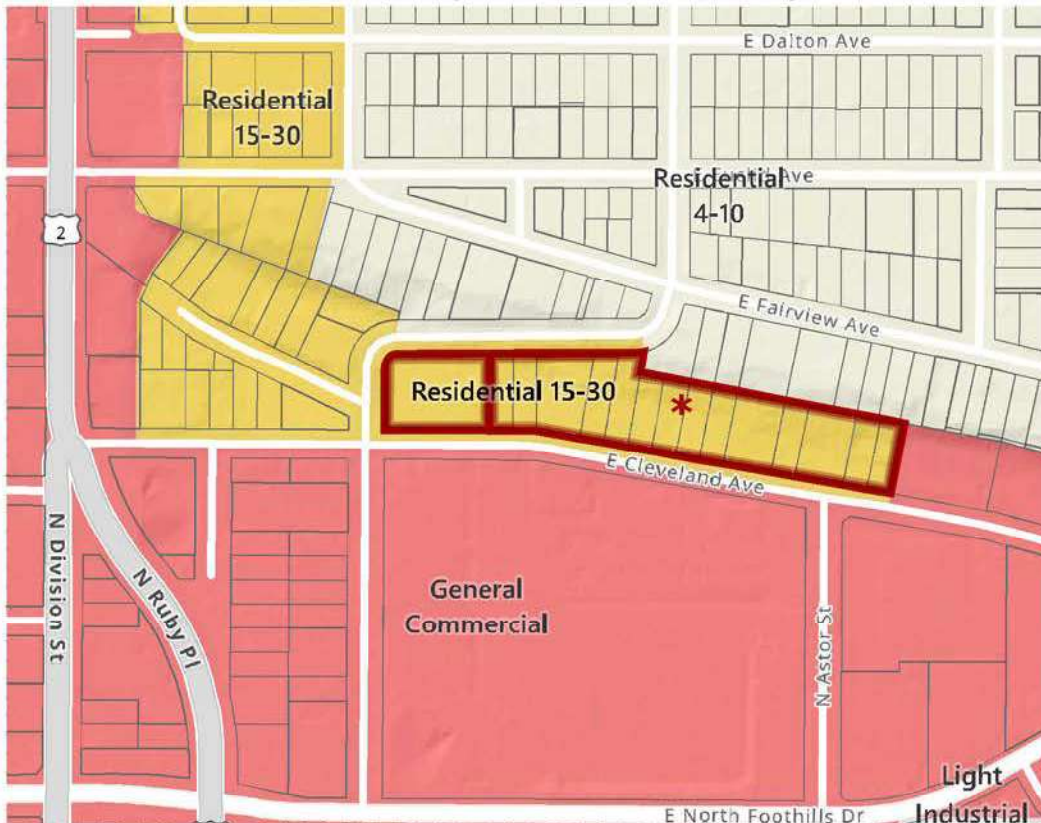 E Dalton Ave
Residential
15-30
Residential
Ave
4-10
2
E Fairview Ave
Residential 15-30
*
E Cleveland Ave
N Division St
N Ruby Pl
General
Commercial
N Astor St
Light
Industrial
E North Foothills Dr